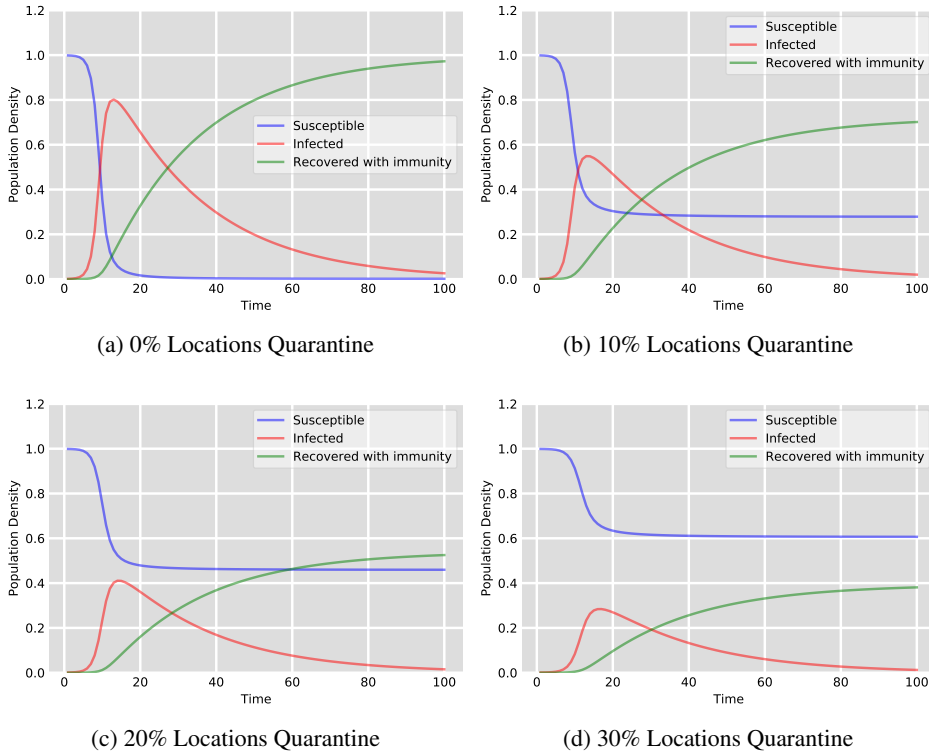 1.2
1.0
0.8
0.6
0.4
0.2
0.0
Population Density
Susceptible
Infected
Recovered with immunity
0 20 40 60 80 100
Time
(a) 0% Locations Quarantine
1.2
1.0
0.8
0.6
0.4
0.2
0.0
Population Density
Susceptible
Infected
Recovered with immunity
0 20 40 60 80 100
Time
(b) 10% Locations Quarantine
1.2
1.0
0.8
0.6
0.4
0.2
0.0
Population Density
Susceptible
Infected
Recovered with immunity
0 20 40 60 80 100
Time
(c) 20% Locations Quarantine
1.2
1.0
0.8
0.6
0.4
0.2
0.0
Population Density
Susceptible
Infected
Recovered with immunity
0 20 40 60 80 100
Time
(d) 30% Locations Quarantine